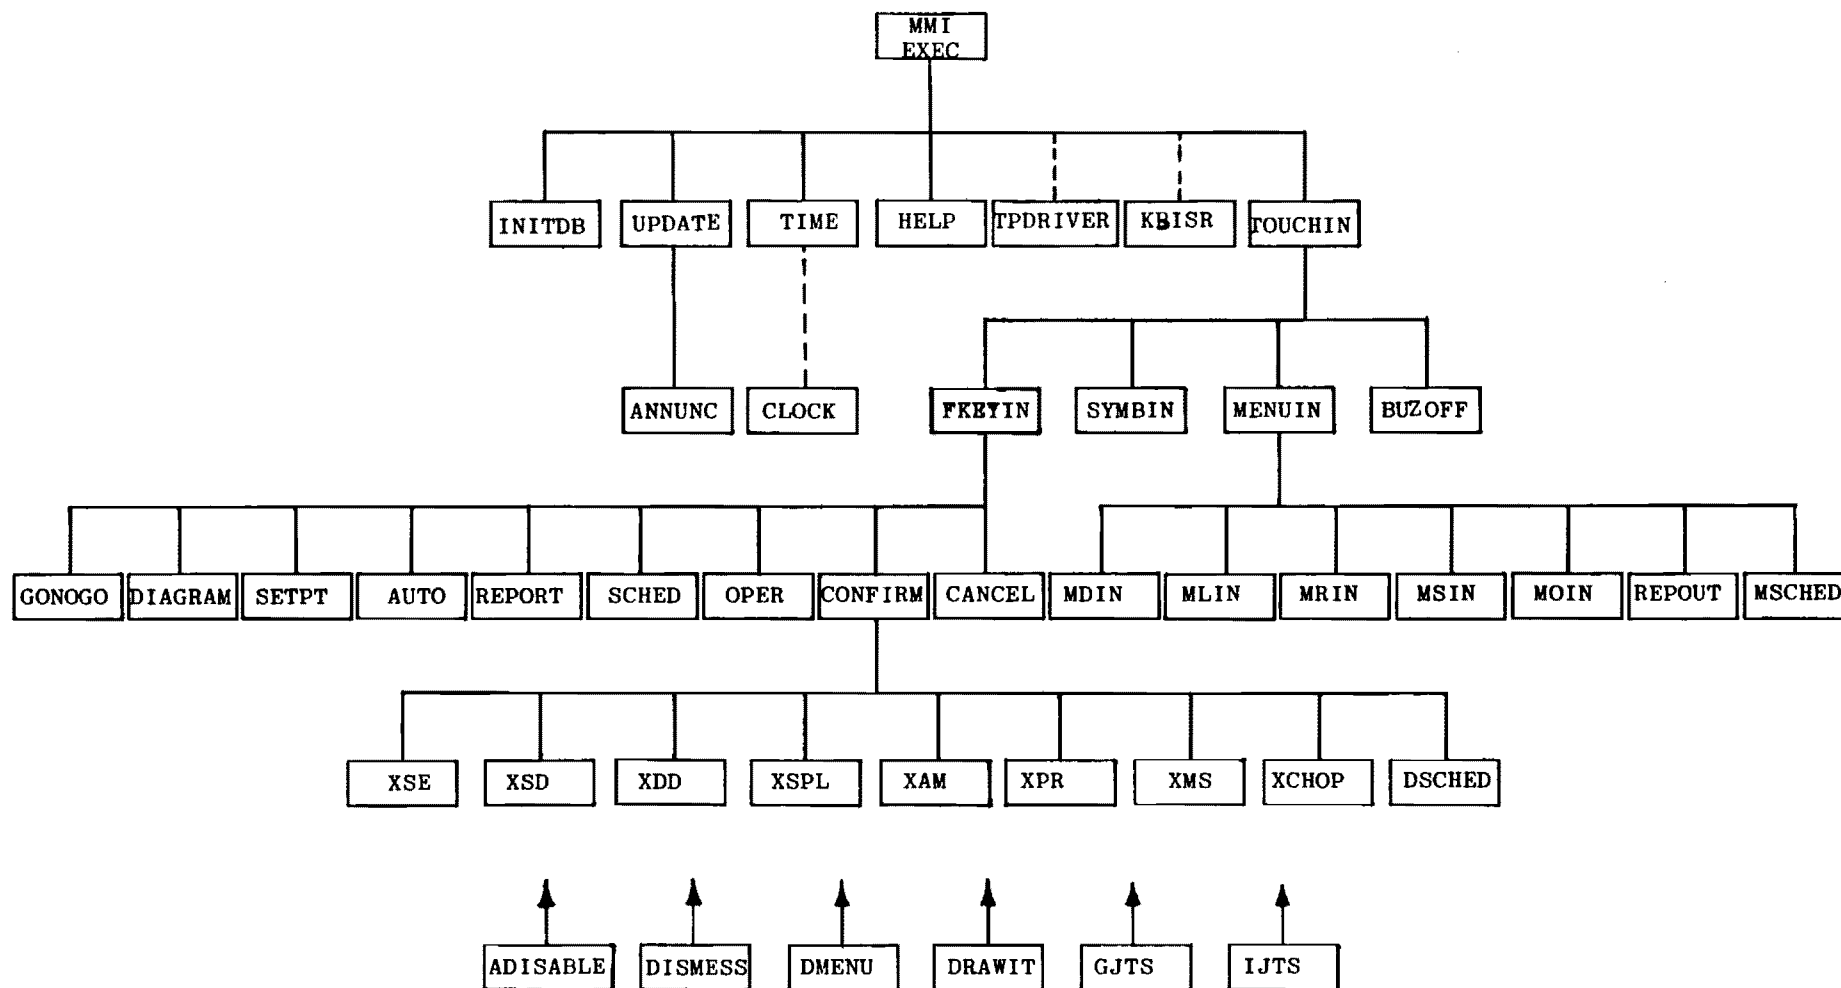 MMI
EXEC
INITDB UPDATE TIME HELP TPDRIVER KBISR TOUCHIN
ANNUNC CLOCK FKEYIN SYMBIN MENUIN BUZOFF
GONOGO DIAGRAM SETPT AUTO REPORT SCHED OPER CONFIRM CANCEL MDIN MLIN MRIN MSIN MOIN REPOUT MSCHED
XSE XSD XDD XSPL XAM XPR XMS XCHOP DSCHED
ADISABLE DISMESS DMENU DRAWIT GJTS IJTS